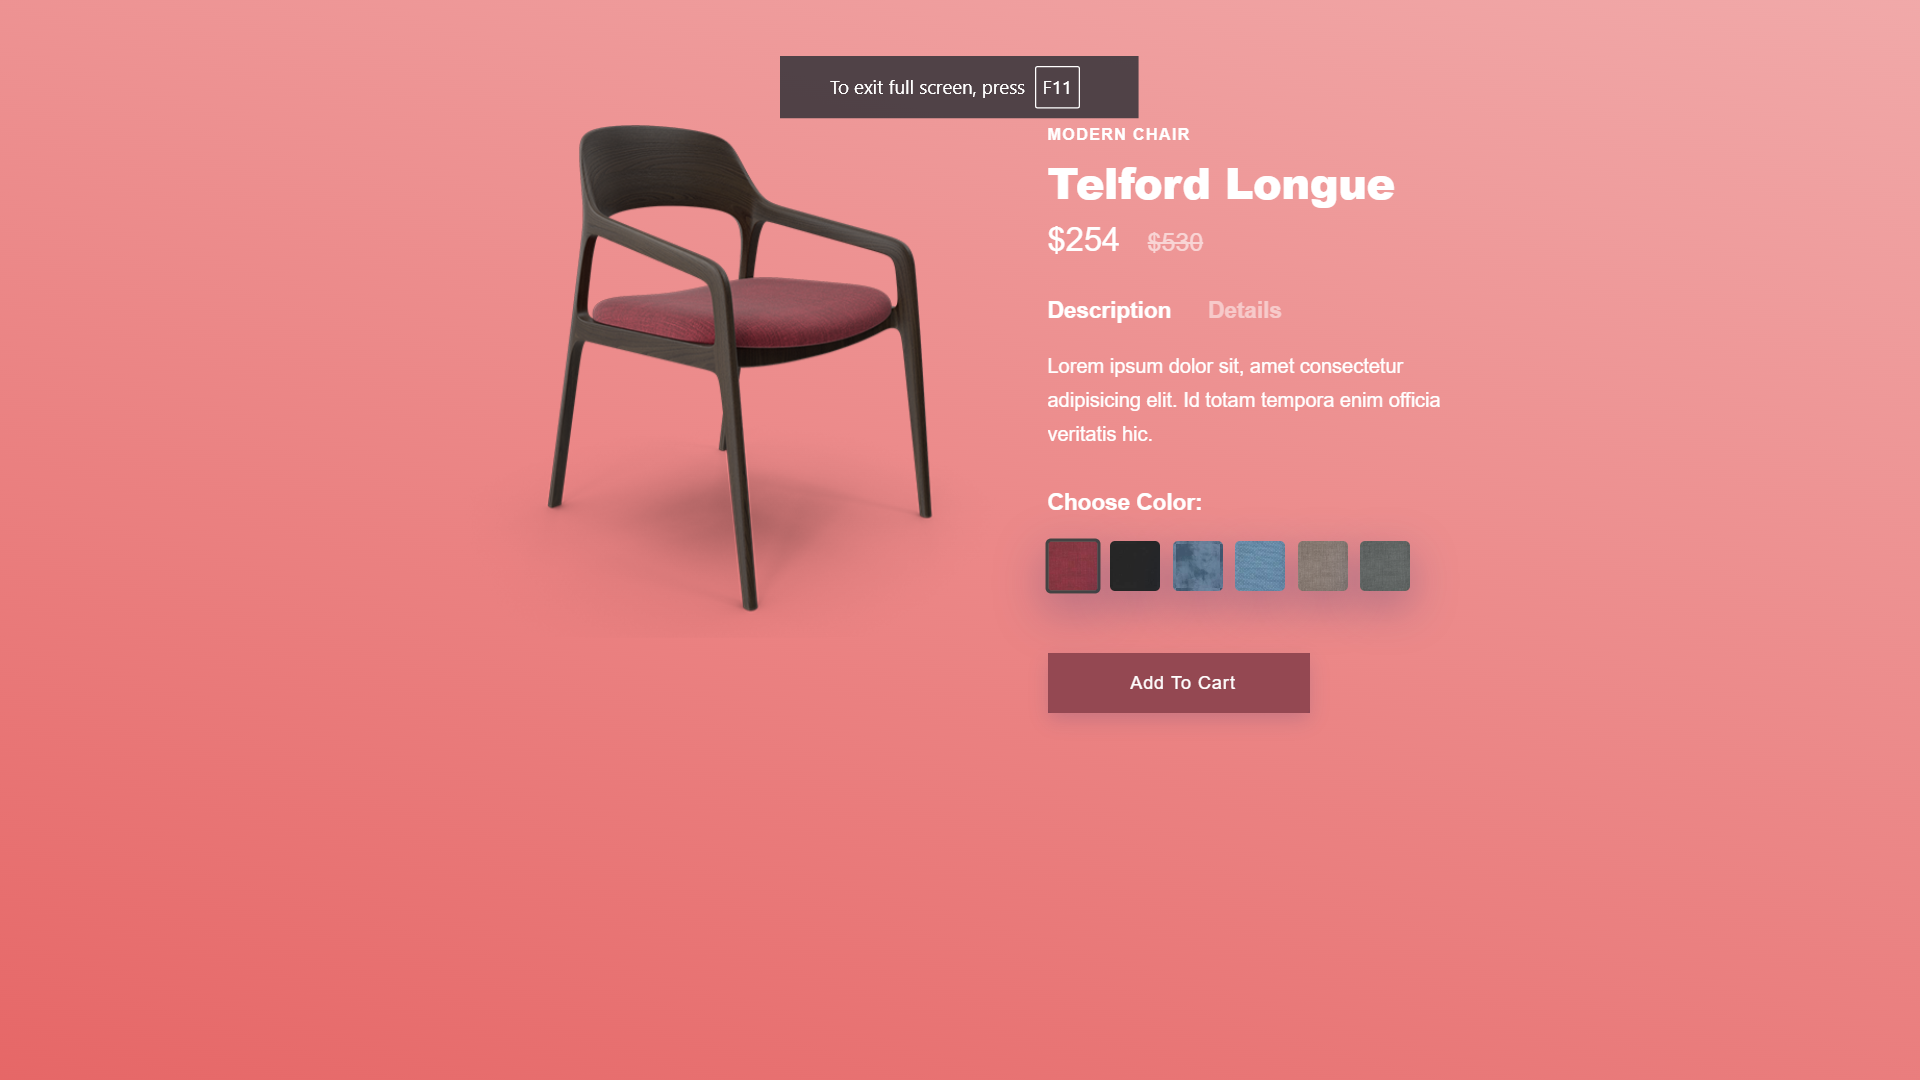 To exit full screen, press F11
MODERN CHAIR
Telford Longue
$254 $530
Description Details
Lorem ipsum dolor sit, amet consectetur
adipisicing elit. Id totam tempora enim officia
veritatis hic.
Choose Color:
Add To Cart